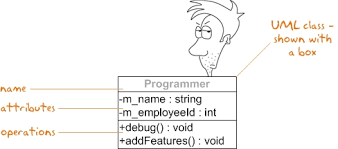 UML class –
shown with
a box
name
Programmer
attributes
-m_name : string
-m_employeeId : int
operations
+debug() : void
+addFeatures() : void